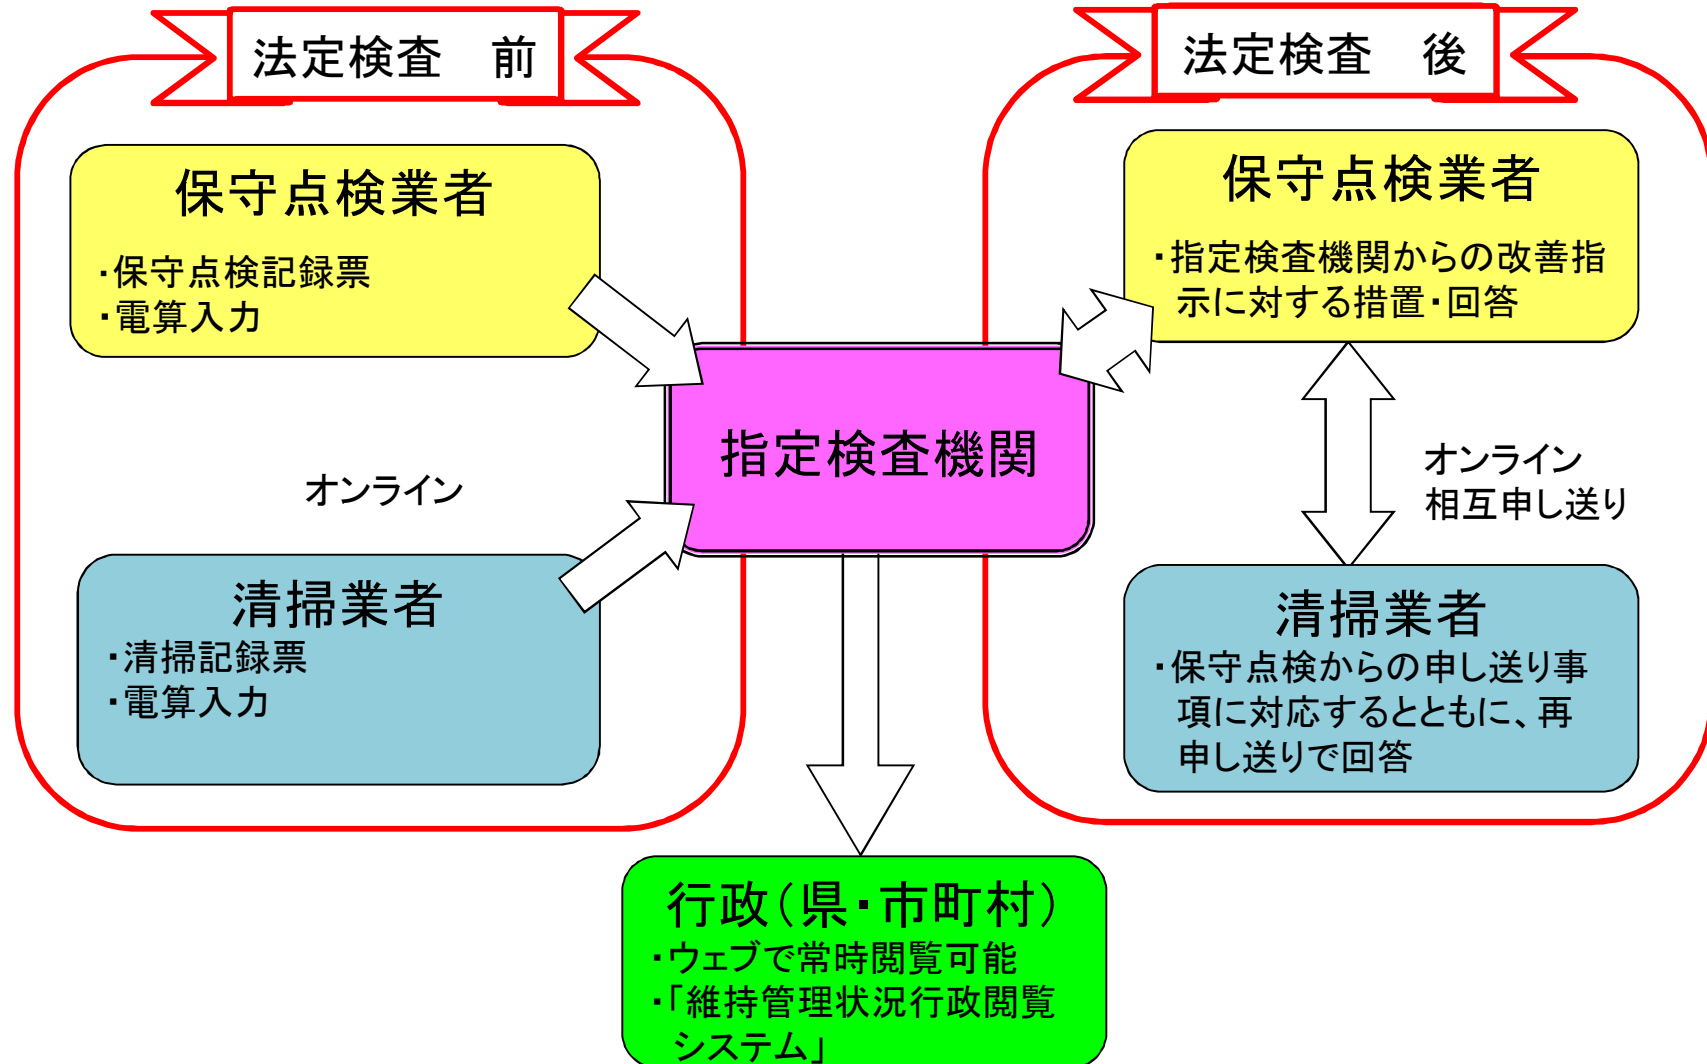 法定検査　前
保守点検業者
・保守点検記録票
・電算入力
オンライン
清掃業者
・清掃記録票
・電算入力
指定検査機関
法定検査　後
保守点検業者
・指定検査機関からの改善指
示に対する措置・回答
オンライン
相互申し送り
清掃業者
・保守点検からの申し送り事
項に対応するとともに、再
申し送りで回答
行政（県・市町村）
・ウェブで常時閲覧可能
・「維持管理状況行政閲覧
システム」